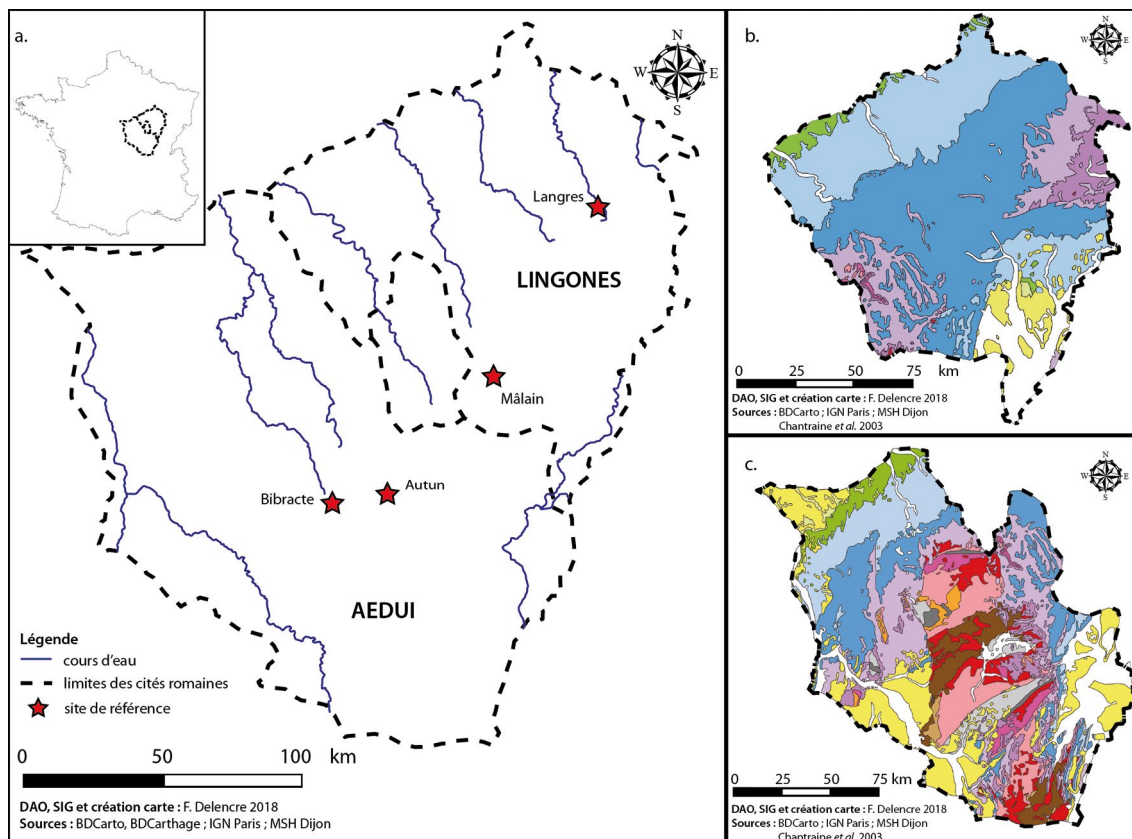 a.
N
W E
S
Langres
LINGONES
Mâlain
Autun
Bibracte
AEDUI
Légende
cours d'eau
limites des cités romaines
site de référence
0 50 100
km
DAO, SIG et création carte : F. Delencre 2018
Sources : BDCarto, BDCarthage ; IGN Paris ; MSH Dijon
b.
N
W E
S
0 25 50 75
km
DAO, SIG et création carte : F. Delencre 2018
Sources : BDCarto ; IGN Paris ; MSH Dijon
Chantraine et al. 2003
c.
N
W E
S
0 25 50 75 km
DAO, SIG et création carte : F. Delencre 2018
Sources : BDCarto ; IGN Paris ; MSH Dijon
Chantraine et al. 2003